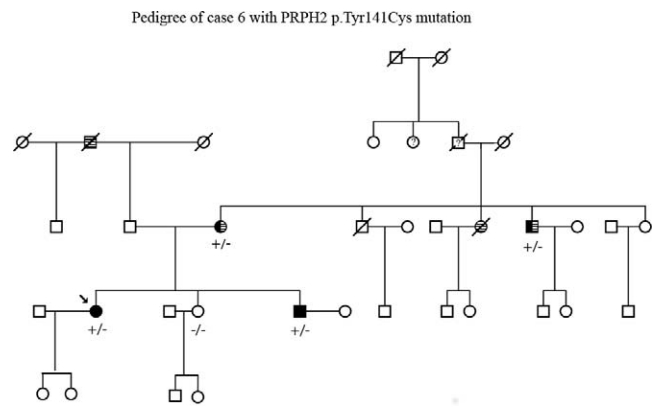 Pedigree of case 6 with PRPH2 p.Tyr141Cys mutation
? ?
+/- +/-
+/- -/- +/-